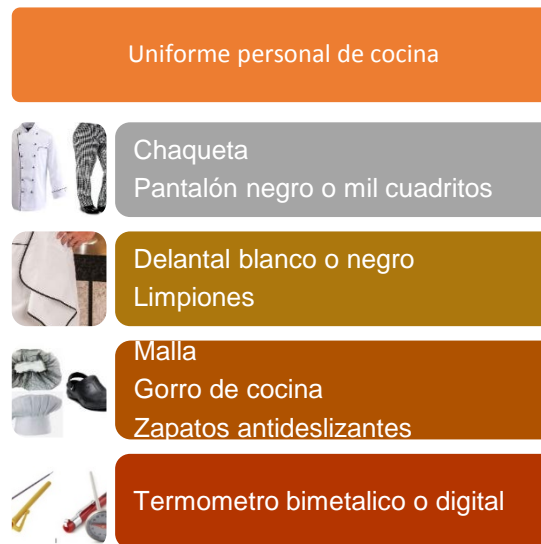 Uniforme personal de cocina
Chaqueta
Pantalón negro o mil cuadritos
Delantal blanco o negro
Limpiones
Malla
Gorro de cocina
Zapatos antideslizantes
Termometro bimetalico o digital